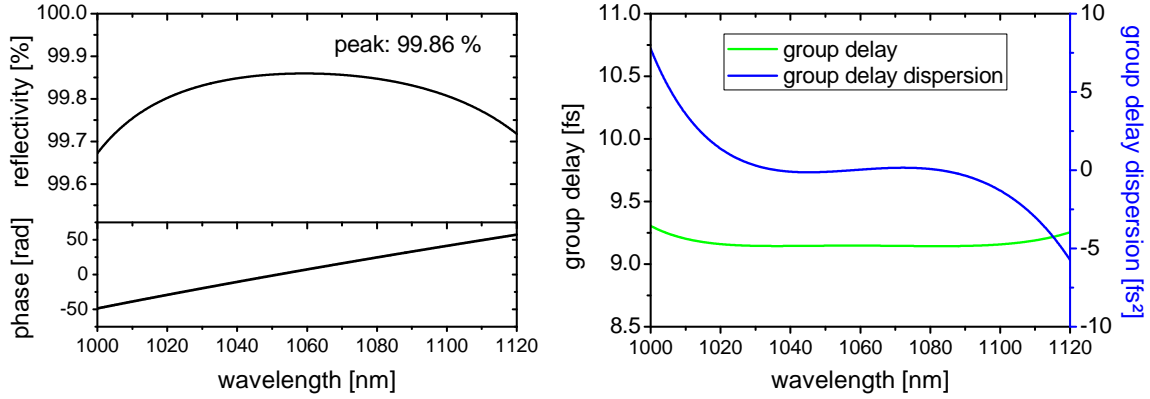 reflectivity [%]
100.0
99.9
99.8
99.7
99.6
peak: 99.86 %
phase [rad]
50
0
-50
1000 1020 1040 1060 1080 1100 1120
wavelength [nm]
group delay [fs]
11.0
10.5
10.0
9.5
9.0
8.5
group delay
group delay dispersion
10
5
0
-5
-10
group delay dispersion [fs²]
1000 1020 1040 1060 1080 1100 1120
wavelength [nm]